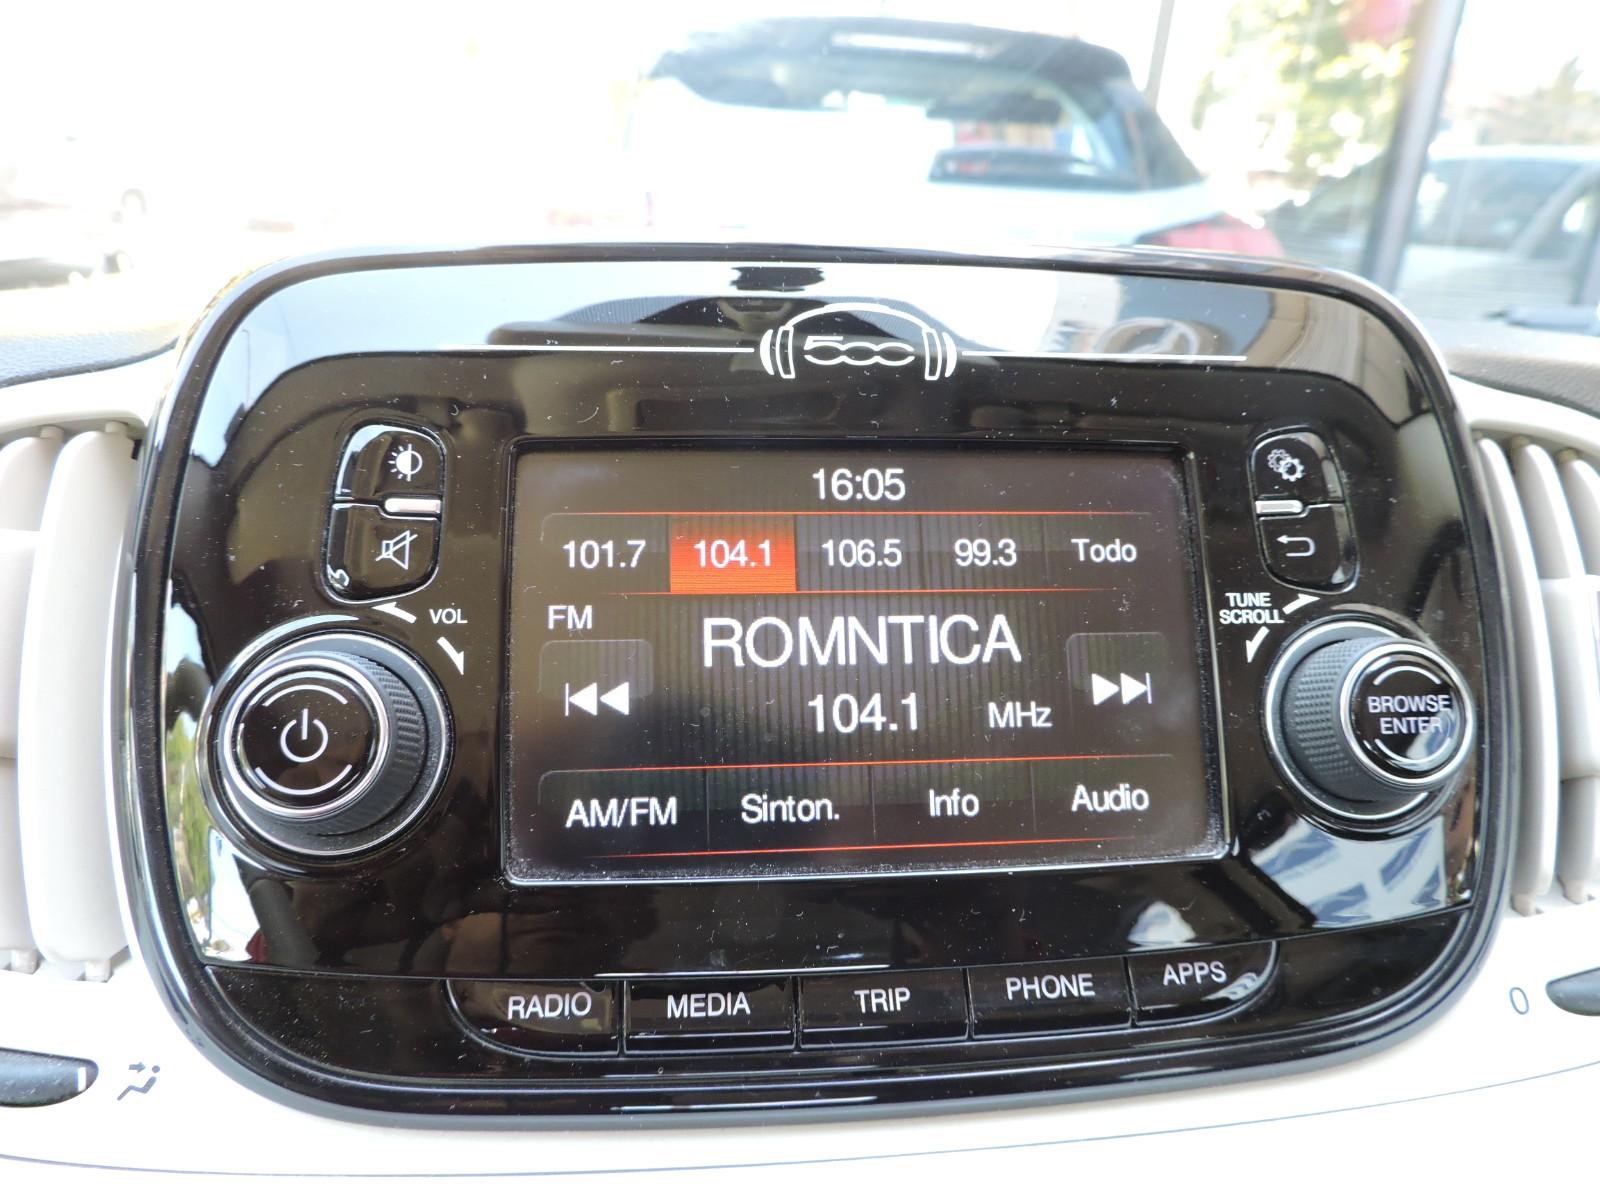 500
16:05
101.7 104.1 106.5 99.3 Todo
FM
ROMNTICA
104.1 MHz
AM/FM Sinton. Info Audio
VOL
TUNE
SCROLL
BROWSE
ENTER
RADIO MEDIA TRIP PHONE APPS
0